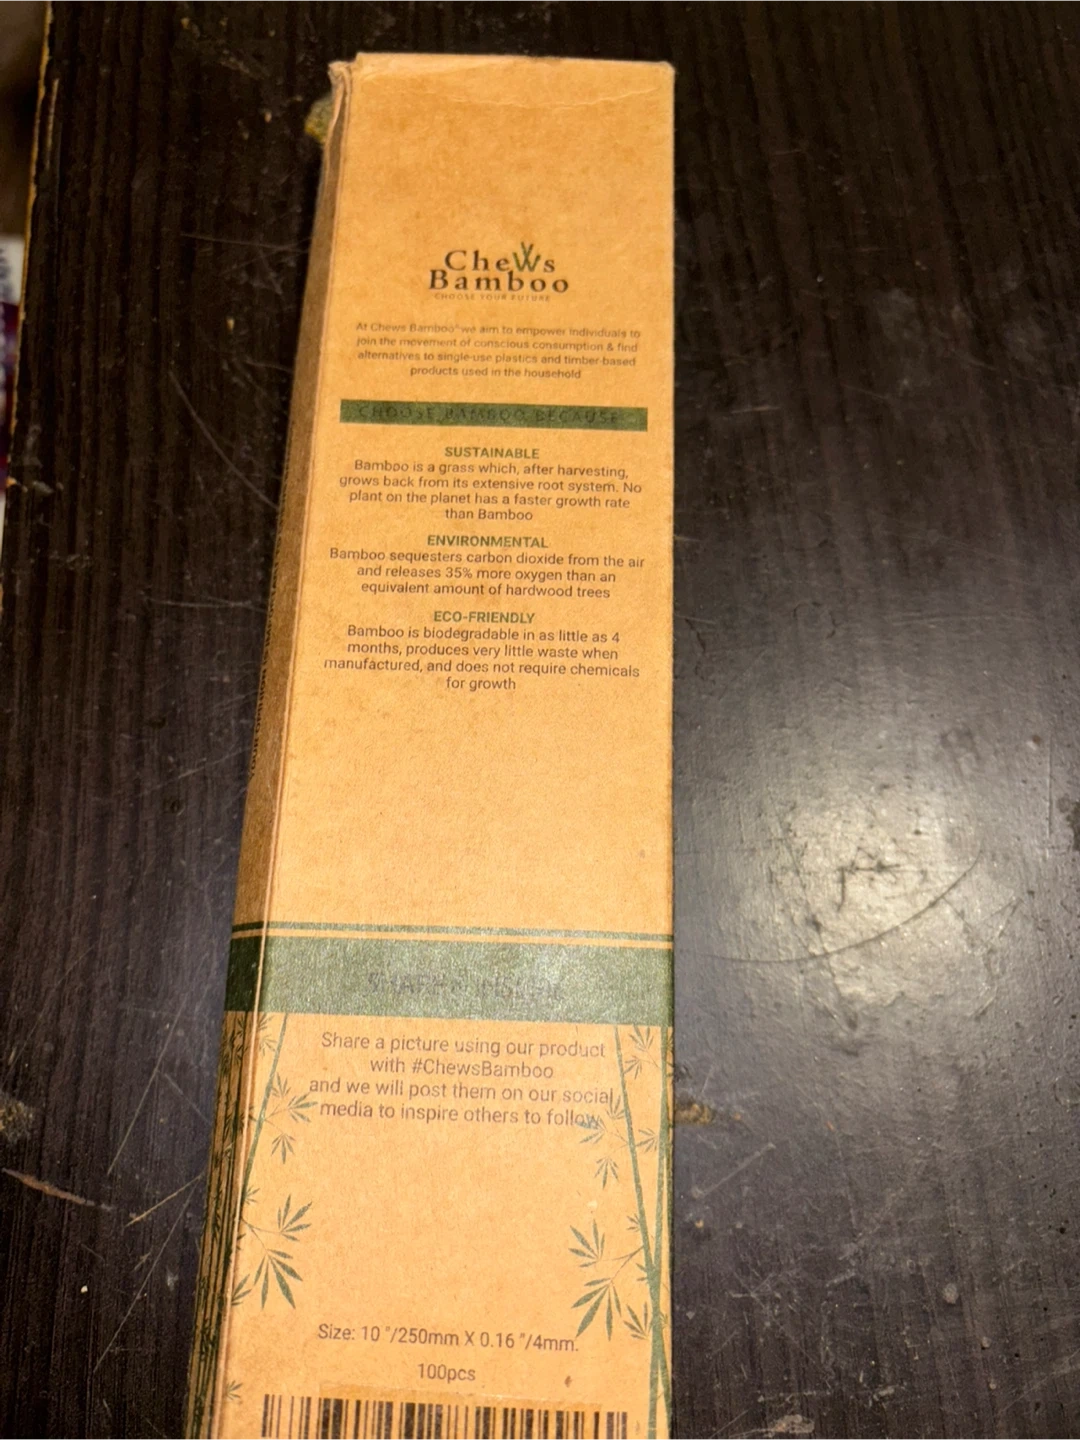 Chews
Bamboo
CHOOSE YOUR FUTURE
At Chews Bamboo® we aim to empower individuals to
join the movement of conscious consumption & find
alternatives to single-use plastics and timber-based
products used in the household
CHOOSE BAMBOO BECAUSE
SUSTAINABLE
Bamboo is a grass which, after harvesting,
grows back from its extensive root system. No
plant on the planet has a faster growth rate
than Bamboo
ENVIRONMENTAL
Bamboo sequesters carbon dioxide from the air
and releases 35% more oxygen than an
equivalent amount of hardwood trees
ECO-FRIENDLY
Bamboo is biodegradable in as little as 4
months, produces very little waste when
manufactured, and does not require chemicals
for growth
Share a picture using our product
with #ChewsBamboo
and we will post them on our social
media to inspire others to follow
Size: 10 "/250mm X 0.16 "/4mm.
100pcs